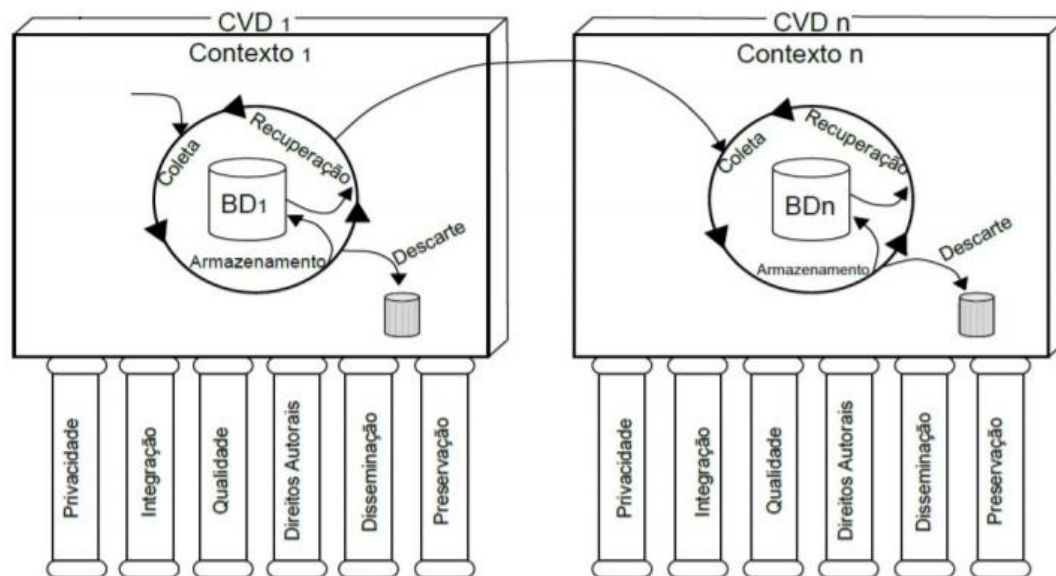 CVD 1
Contexto 1
Coleta
Recuperação
BD1
Armazenamento
Descarte
Privacidade
Integração
Qualidade
Direitos Autorais
Disseminação
Preservação
CVD n
Contexto n
Coleta
Recuperação
BDn
Armazenamento
Descarte
Privacidade
Integração
Qualidade
Direitos Autorais
Disseminação
Preservação